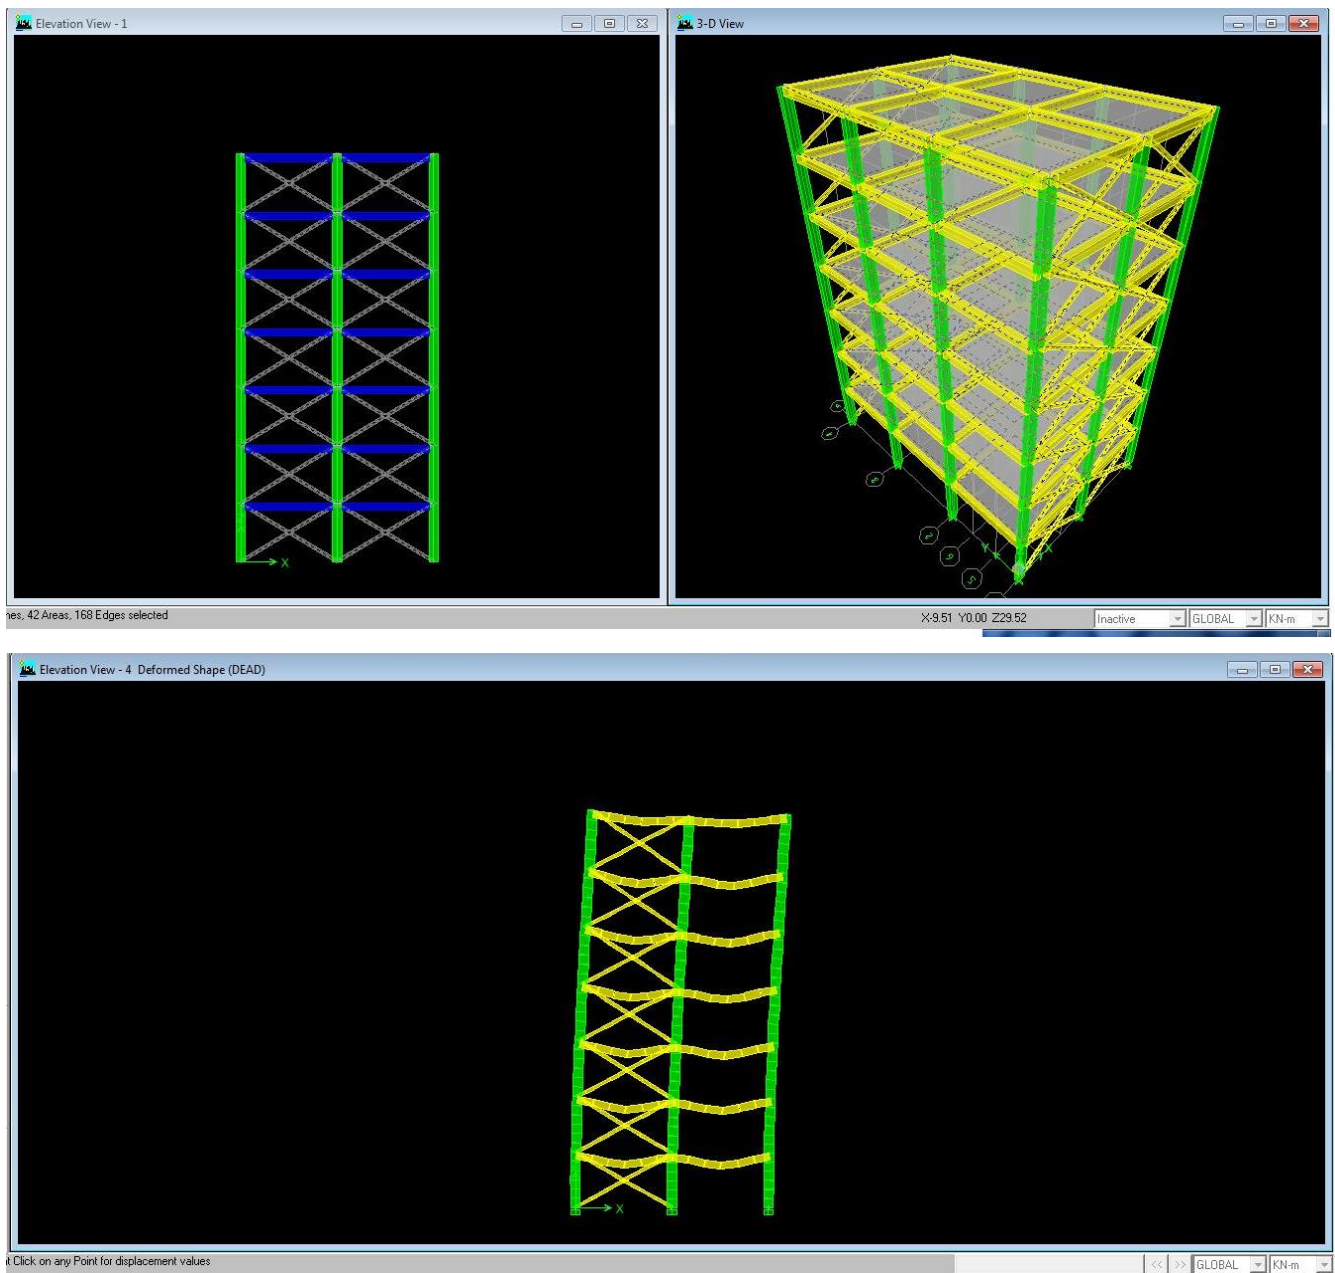 Elevation View - 1
3-D View
X
Y
X
nes, 42 Areas, 168 Edges selected
X-9.51 Y0.00 Z29.52
Inactive
GLOBAL
KN-m
Elevation View - 4 Deformed Shape (DEAD)
X
t Click on any Point for displacement values
<< >>
GLOBAL
KN-m